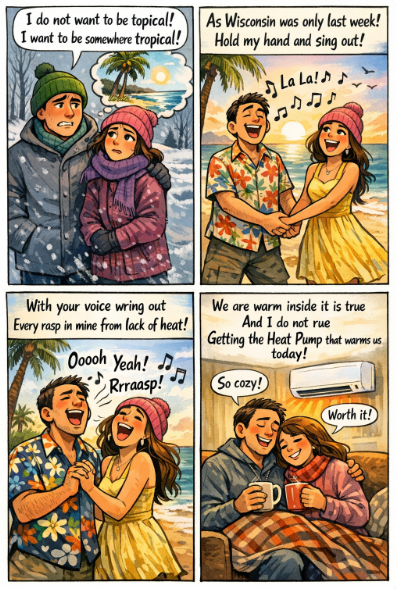 I do not want to be topical!
I want to be somewhere tropical!
As Wisconsin was only last week!
Hold my hand and sing out!
La La!
With your voice wring out
Every rasp in mine from lack of heat!
Ooooh Yeah!
Rrraasp!
We are warm inside it is true
And I do not rue
Getting the Heat Pump that warms us
today!
So cozy!
Worth it!